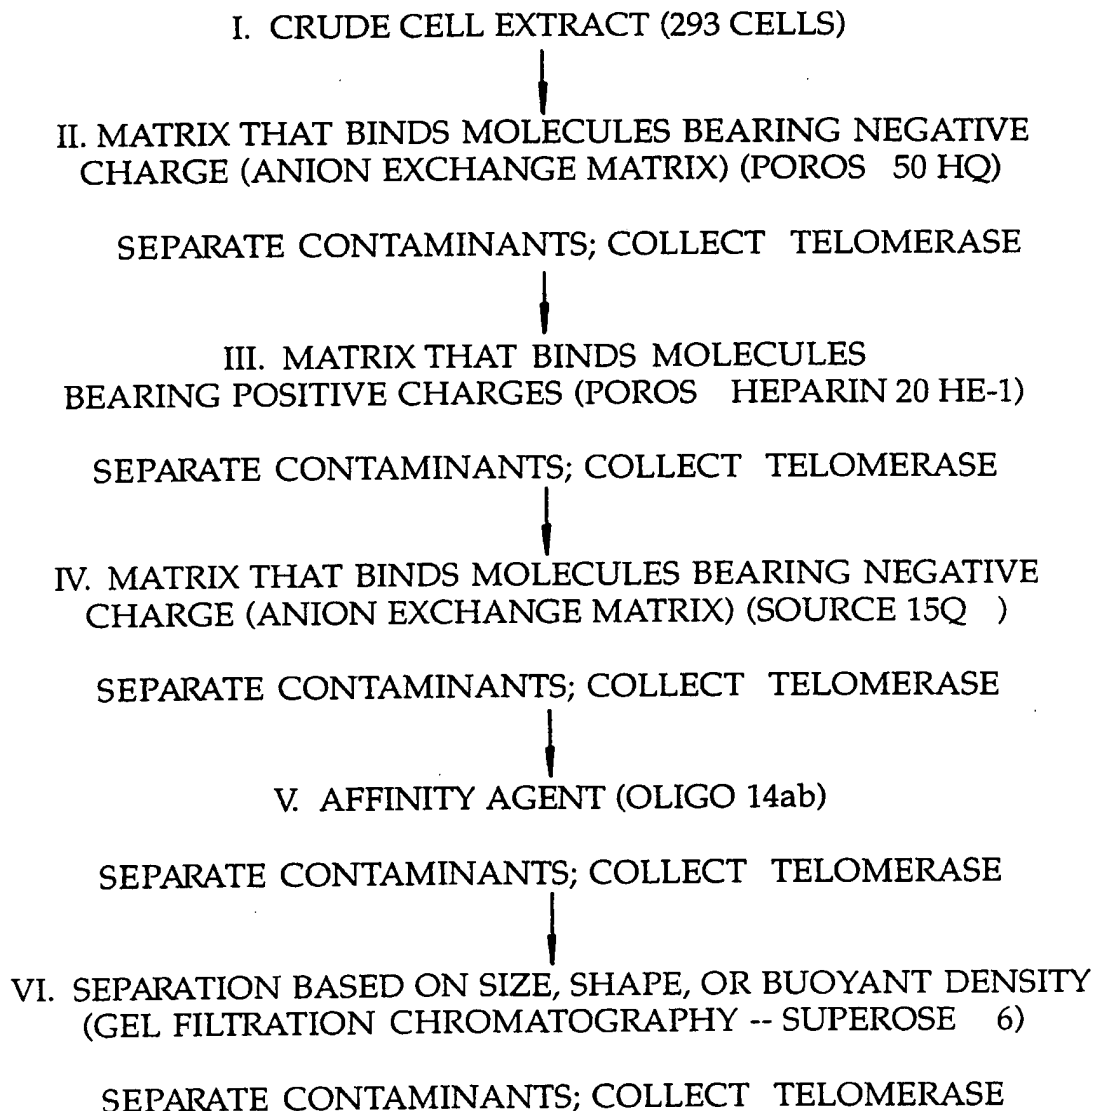 I. CRUDE CELL EXTRACT (293 CELLS)
II. MATRIX THAT BINDS MOLECULES BEARING NEGATIVE
CHARGE (ANION EXCHANGE MATRIX) (POROS 50 HQ)
SEPARATE CONTAMINANTS; COLLECT TELOMERASE
III. MATRIX THAT BINDS MOLECULES
BEARING POSITIVE CHARGES (POROS HEPARIN 20 HE-1)
SEPARATE CONTAMINANTS; COLLECT TELOMERASE
IV. MATRIX THAT BINDS MOLECULES BEARING NEGATIVE
CHARGE (ANION EXCHANGE MATRIX) (SOURCE 15Q )
SEPARATE CONTAMINANTS; COLLECT TELOMERASE
V. AFFINITY AGENT (OLIGO 14ab)
SEPARATE CONTAMINANTS; COLLECT TELOMERASE
VI. SEPARATION BASED ON SIZE, SHAPE, OR BUOYANT DENSITY
(GEL FILTRATION CHROMATOGRAPHY -- SUPEROSE 6)
SEPARATE CONTAMINANTS; COLLECT TELOMERASE